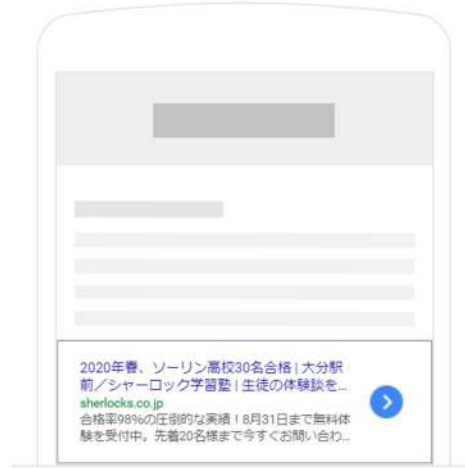 2020年春、ソーリン高校30名合格 | 大分駅
前／シャーロック学習塾 | 生徒の体験談を...
sherlocks.co.jp
合格率98%の圧倒的な実績！8月31日まで無料体
験を受付中。先着20名様まで今すぐお問い合わ...